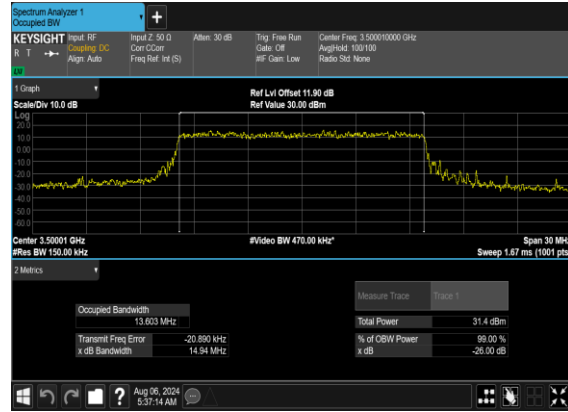 Spectrum Analyzer 1
Occupied BW
+
KEYSIGHT Input: RF Input Z: 50 Ω Atten: 30 dB Trig: Free Run Center Freq: 3.500010000 GHz
R T Coupling: DC Corr CCorr Gate: Off Avg|Hold: 100/100
Align: Auto Freq Ref: Int (S) #IF Gain: Low Radio Std: None
1 Graph Ref Lvl Offset 11.90 dB
Scale/Div 10.0 dB Ref Value 30.00 dBm
Log
20.0
10.0
0.00
-10.0
-20.0
-30.0
-40.0
-50.0
-60.0
Center 3.50001 GHz #Video BW 470.00 kHz* Span 30 MHz
#Res BW 150.00 kHz Sweep 1.67 ms (1001 pts)
2 Metrics
Measure Trace Trace 1
Occupied Bandwidth
13.603 MHz Total Power 31.4 dBm
Transmit Freq Error -20.890 kHz % of OBW Power 99.00 %
x dB Bandwidth 14.94 MHz x dB -26.00 dB
? Aug 06, 2024
5:37:14 AM